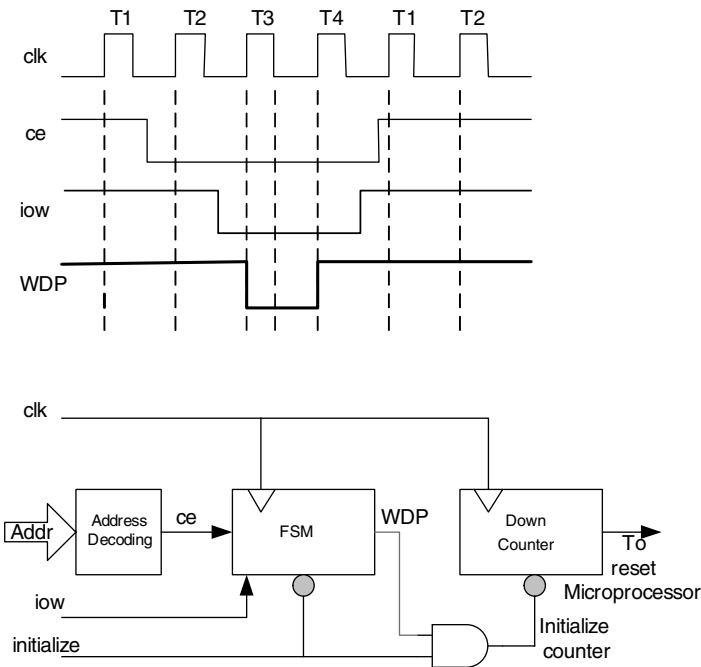 T1 T2 T3 T4 T1 T2
clk
ce
iow
WDP
clk
Addr
Address
Decoding
ce
FSM
WDP
Down
Counter
To
reset
Microprocessor
iow
initialize
Initialize
counter